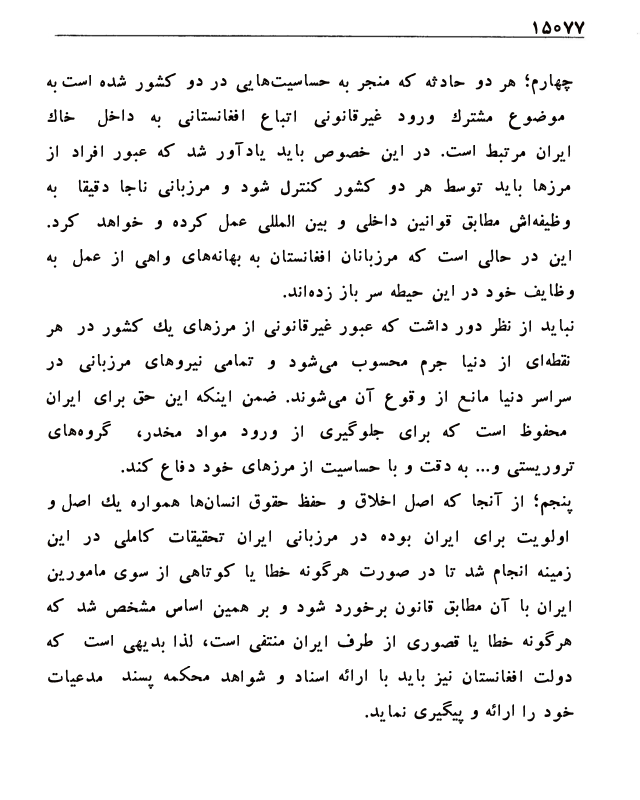 ۱۵۰۷۷
چهارم؛ هر دو حادثه که منجر به حساسیت‌هایی در دو کشور شده است به
موضوع مشترك ورود غیرقانونی اتباع افغانستانی به داخل خاك
ایران مرتبط است. در این خصوص باید یادآور شد که عبور افراد از
مرزها باید توسط هر دو کشور کنترل شود و مرزبانی ناجا دقیقا به
وظیفه‌اش مطابق قوانین داخلی و بین المللی عمل کرده و خواهد کرد.
این در حالی است که مرزبانان افغانستان به بهانه‌های واهی از عمل به
وظایف خود در این حیطه سر باز زده‌اند.
نباید از نظر دور داشت که عبور غیرقانونی از مرزهای یك کشور در هر
نقطه‌ای از دنیا جرم محسوب می‌شود و تمامی نیروهای مرزبانی در
سراسر دنیا مانع از وقوع آن می‌شوند. ضمن اینکه این حق برای ایران
محفوظ است که برای جلوگیری از ورود مواد مخدر، گروه‌های
تروریستی و... به دقت و با حساسیت از مرزهای خود دفاع کند.
پنجم؛ از آنجا که اصل اخلاق و حفظ حقوق انسان‌ها همواره یك اصل و
اولویت برای ایران بوده در مرزبانی ایران تحقیقات کاملی در این
زمینه انجام شد تا در صورت هرگونه خطا یا کوتاهی از سوی مامورین
ایران با آن مطابق قانون برخورد شود و بر همین اساس مشخص شد که
هرگونه خطا یا قصوری از طرف ایران منتفی است، لذا بدیهی است که
دولت افغانستان نیز باید با ارائه اسناد و شواهد محکمه پسند مدعیات
خود را ارائه و پیگیری نماید.